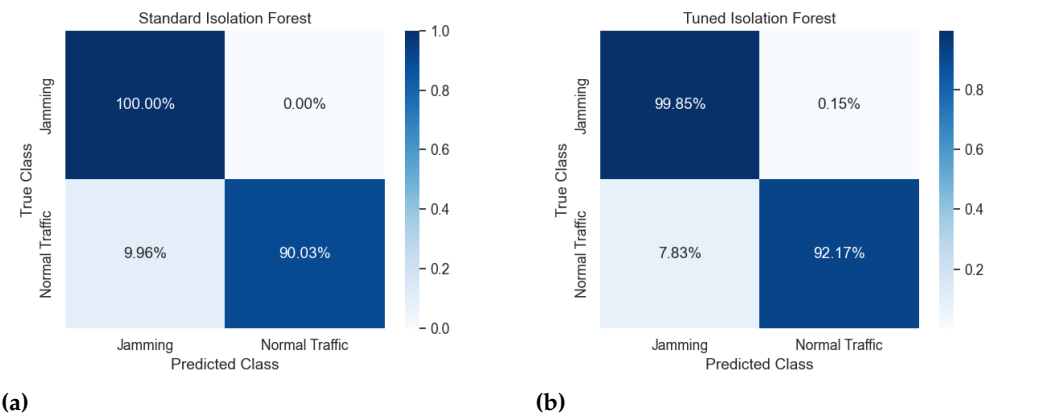 Standard Isolation Forest
Jamming
Normal Traffic
True Class
100.00%
0.00%
9.96%
90.03%
1.0
0.8
0.6
0.4
0.2
0.0
Jamming
Normal Traffic
Predicted Class
(a)
Tuned Isolation Forest
Jamming
Normal Traffic
True Class
99.85%
0.15%
7.83%
92.17%
0.8
0.6
0.4
0.2
Jamming
Normal Traffic
Predicted Class
(b)